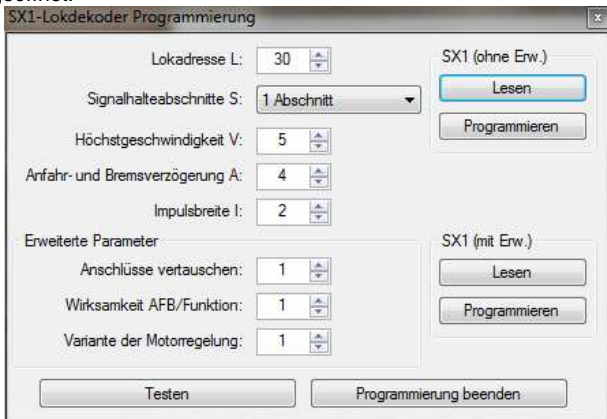 SX1-Lokdekoder Programmierung
Lokadresse L: 30
SX1 (ohne Erw.)
Lesen
Signalhalteabschnitte S: 1 Abschnitt
Programmieren
Höchstgeschwindigkeit V: 5
Anfahr- und Bremsverzögerung A: 4
Impulsbreite I: 2
Erweiterte Parameter
SX1 (mit Erw.)
Anschlüsse vertauschen: 1
Lesen
Wirksamkeit AFB/Funktion: 1
Programmieren
Variante der Motorregelung: 1
Testen
Programmierung beenden